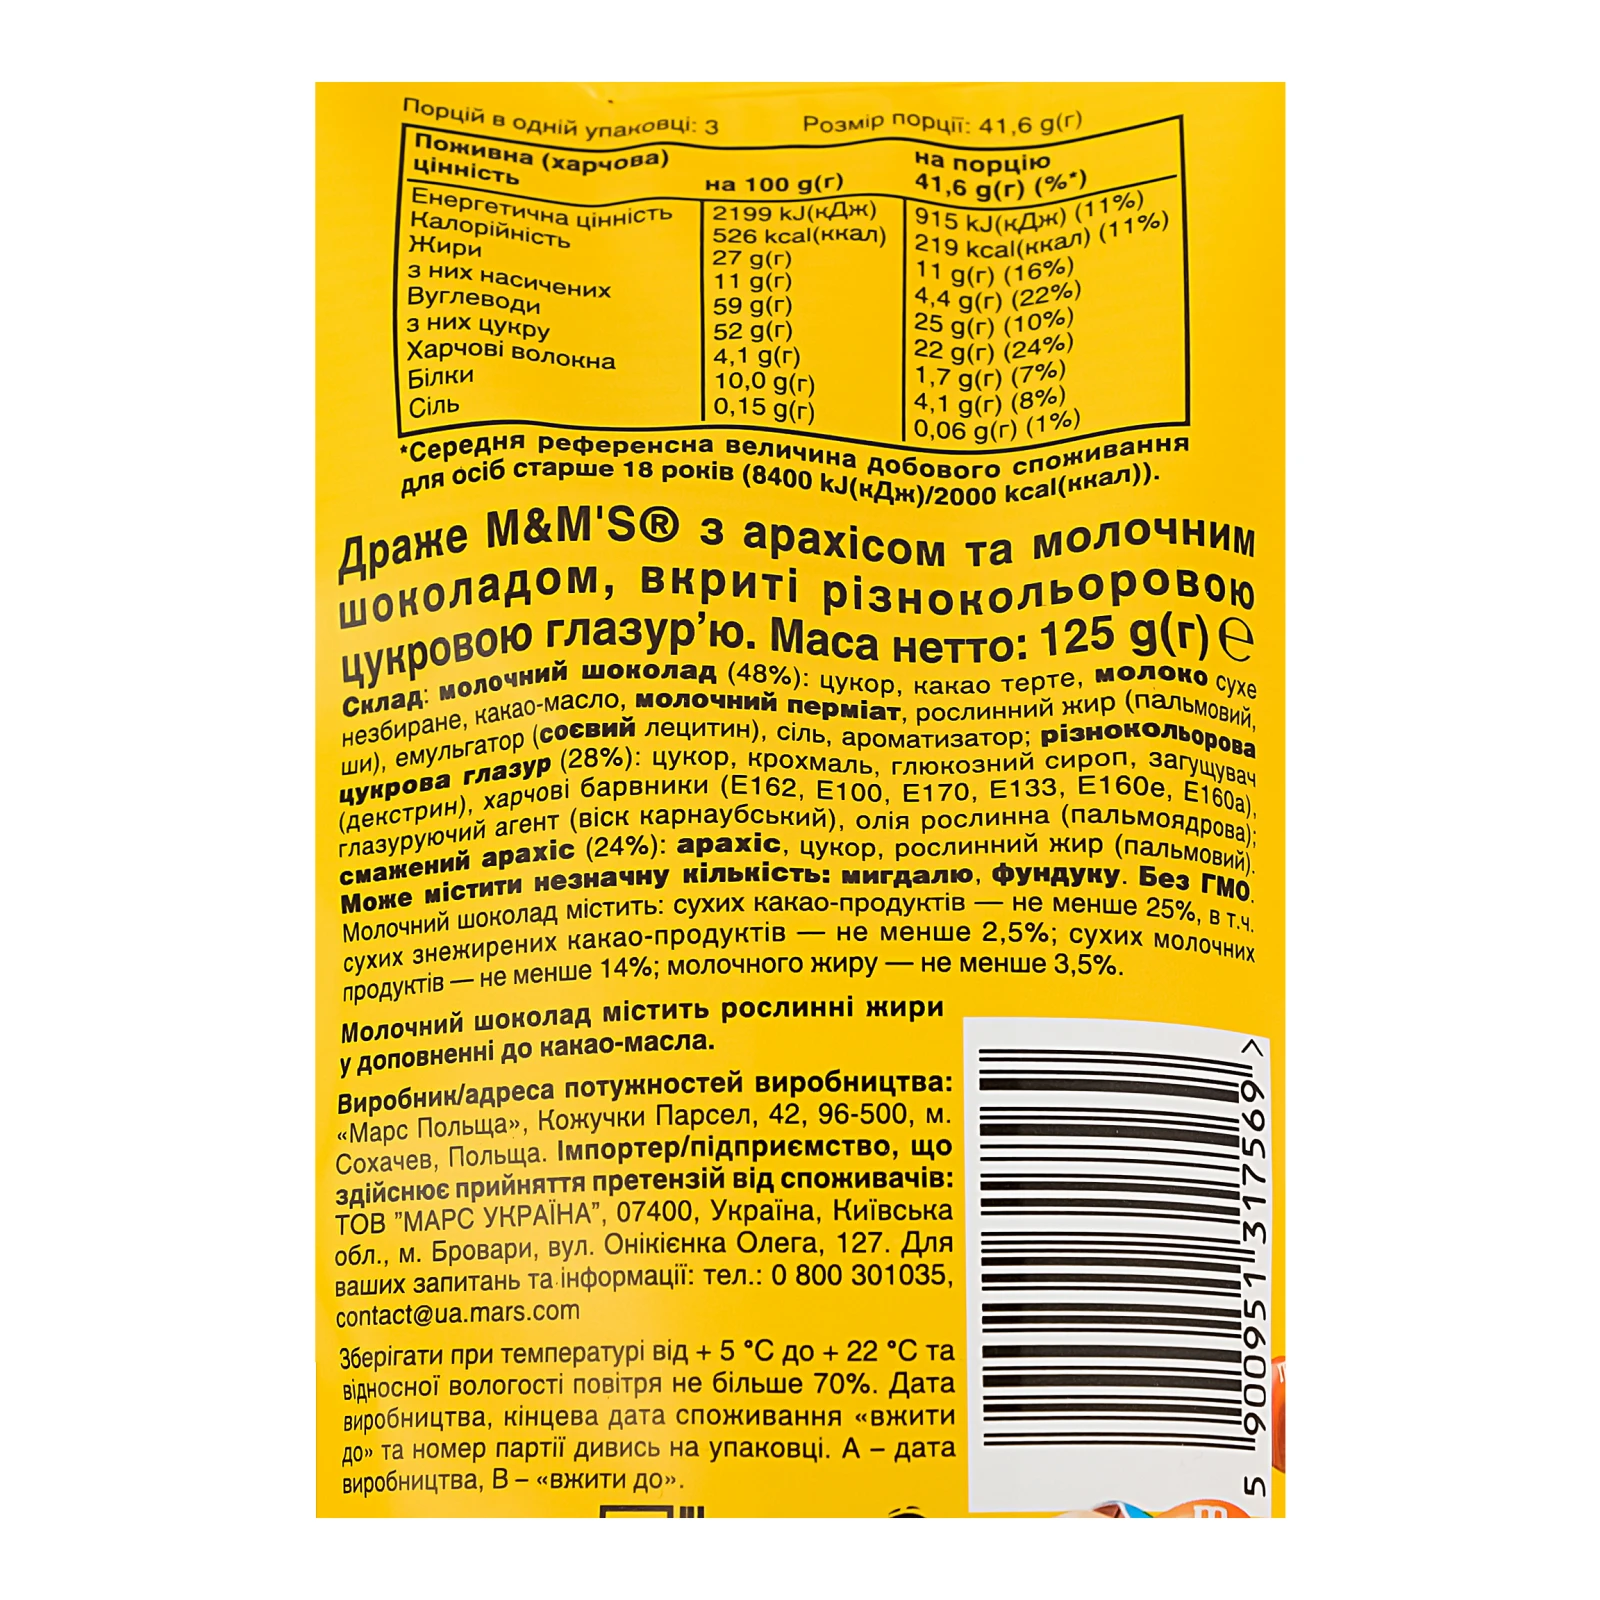 Порцій в одній упаковці: 3 Розмір порції: 41,6 g(г)
Поживна (харчова) цінність на 100 g(г) на порцію 41,6 g(г) (%*)
Енергетична цінність 2199 kJ(кДж) 915 kJ(кДж) (11%)
Калорійність 526 kcal(ккал) 219 kcal(ккал) (11%)
Жири 27 g(г) 11 g(г) (16%)
з них насичених 11 g(г) 4,4 g(г) (22%)
Вуглеводи 59 g(г) 25 g(г) (10%)
з них цукру 52 g(г) 22 g(г) (24%)
Харчові волокна 4,1 g(г) 1,7 g(г) (7%)
Білки 10,0 g(г) 4,1 g(г) (8%)
Сіль 0,15 g(г) 0,06 g(г) (1%)
*Середня референсна величина добового споживання
для осіб старше 18 років (8400 kJ(кДж)/2000 kcal(ккал)).
Драже M&M'S® з арахісом та молочним
шоколадом, вкриті різнокольоровою
цукровою глазур’ю. Маса нетто: 125 g(г) ℮
Склад: молочний шоколад (48%): цукор, какао терте, молоко сухе
незбиране, какао-масло, молочний перміат, рослинний жир (пальмовий,
ши), емульгатор (соєвий лецитин), сіль, ароматизатор; різнокольорова
цукрова глазур (28%): цукор, крохмаль, глюкозний сироп, загущувач
(декстрин), харчові барвники (E162, E100, E170, E133, E160e, E160a),
глазуруючий агент (віск карнаубський), олія рослинна (пальмоядрова);
смажений арахіс (24%): арахіс, цукор, рослинний жир (пальмовий).
Може містити незначну кількість: мигдалю, фундуку. Без ГМО.
Молочний шоколад містить: сухих какао-продуктів — не менше 25%, в т.ч.
сухих знежирених какао-продуктів — не менше 2,5%; сухих молочних
продуктів — не менше 14%; молочного жиру — не менше 3,5%.
Молочний шоколад містить рослинні жири
у доповненні до какао-масла.
Виробник/адреса потужностей виробництва:
«Марс Польща», Кожучки Парсел, 42, 96-500, м.
Сохачев, Польща. Імпортер/підприємство, що
здійснює прийняття претензій від споживачів:
ТОВ ”МАРС УКРАЇНА”, 07400, Україна, Київська
обл., м. Бровари, вул. Онікієнка Олега, 127. Для
ваших запитань та інформації: тел.: 0 800 301035,
contact@ua.mars.com
Зберігати при температурі від + 5 °C до + 22 °C та
відносної вологості повітря не більше 70%. Дата
виробництва, кінцева дата споживання «вжити
до» та номер партії дивись на упаковці. A – дата
виробництва, B – «вжити до».
5 900951 317569 >
m